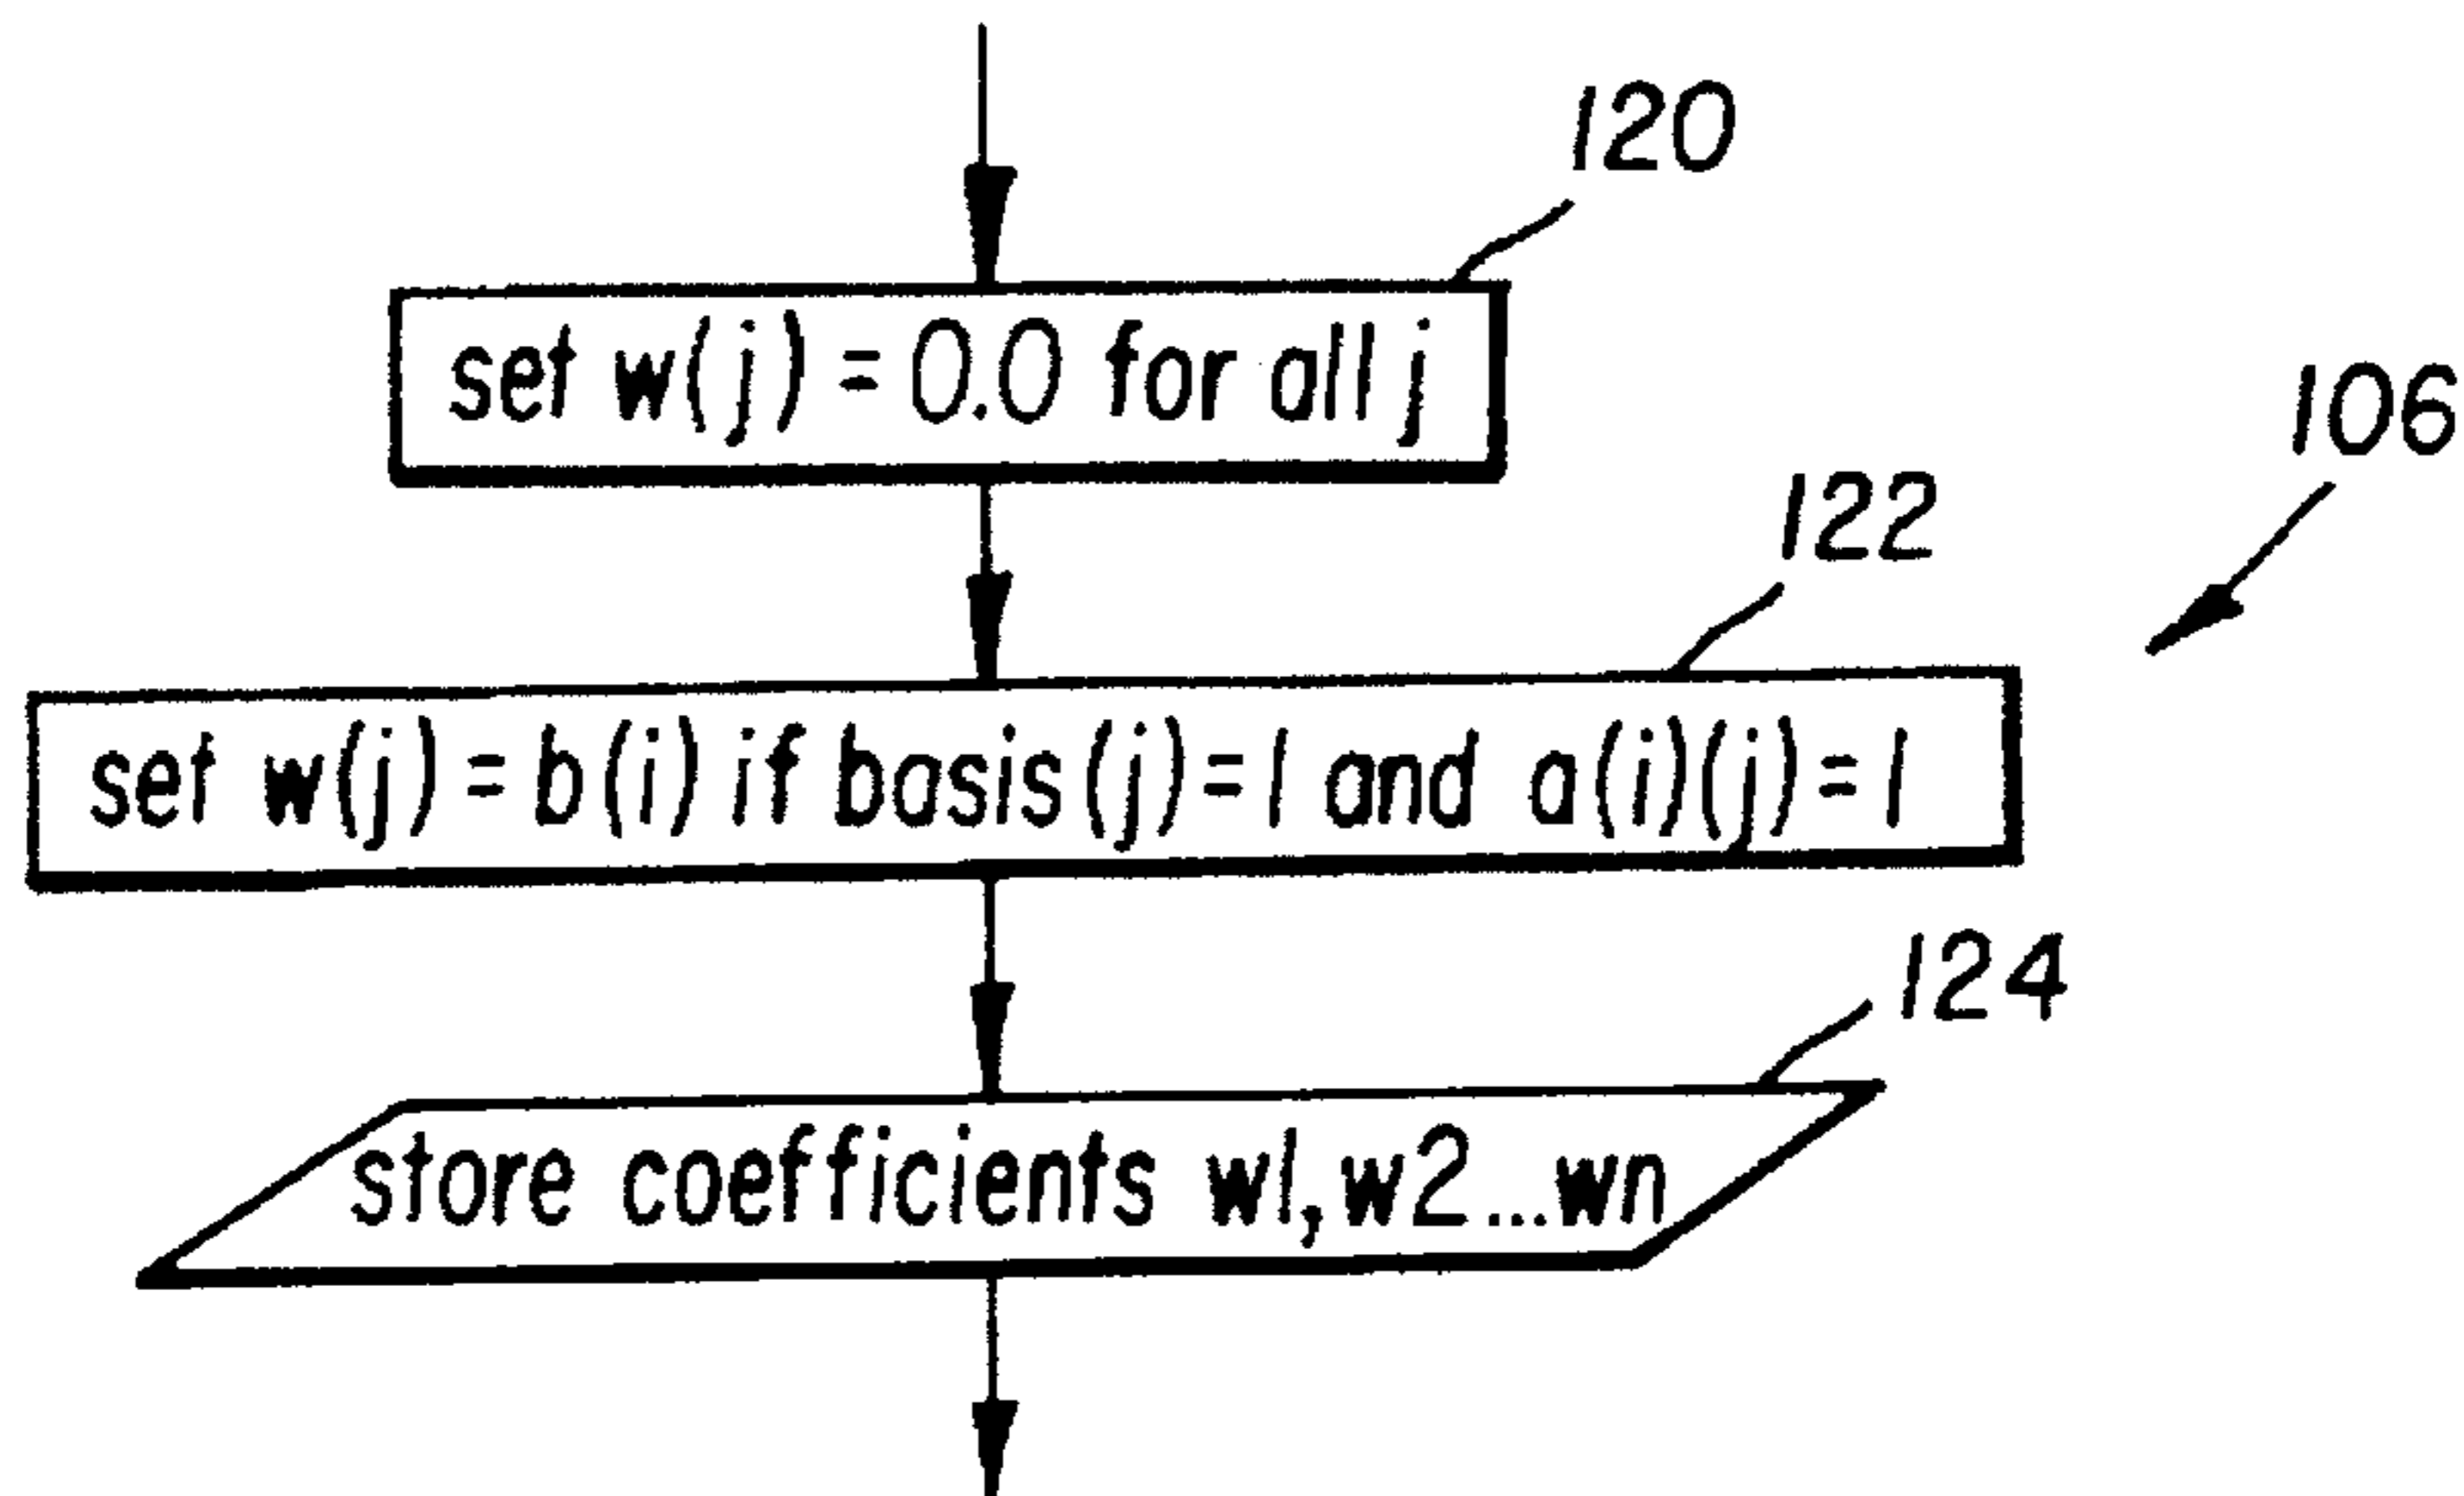 120
set w(j) = 0.0 for all j
106
122
set w(j) = b(i) if basis(j)=1 and a(i)(j)=1
124
store coefficients w1,w2...wn